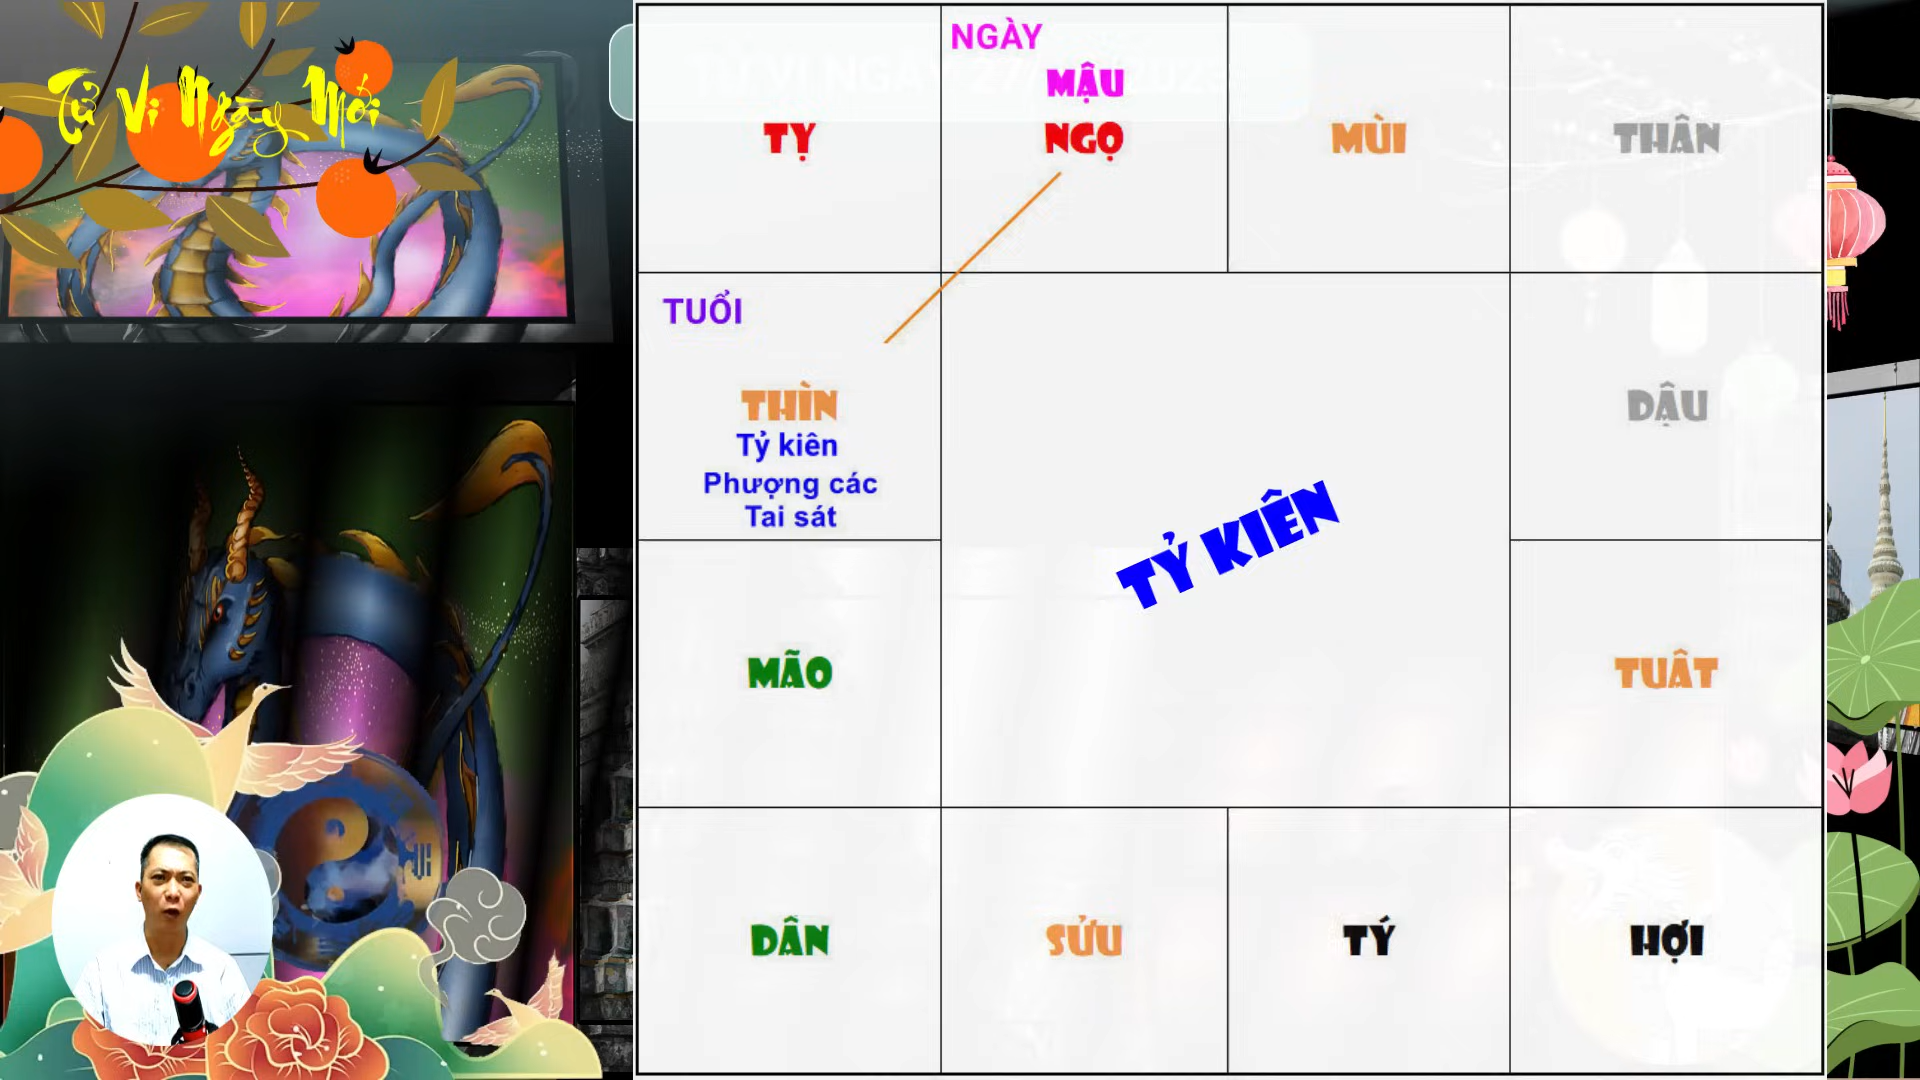 Tử Vi Ngày Mới
NGÀY
MẬU
TỴ
NGỌ
MÙI
THÂN
TUỔI
THÌN
Tỷ kiên
Phượng các
Tai sát
DẬU
TỶ KIÊN
MÃO
TUẤT
DẦN
SỬU
TÝ
HỢI